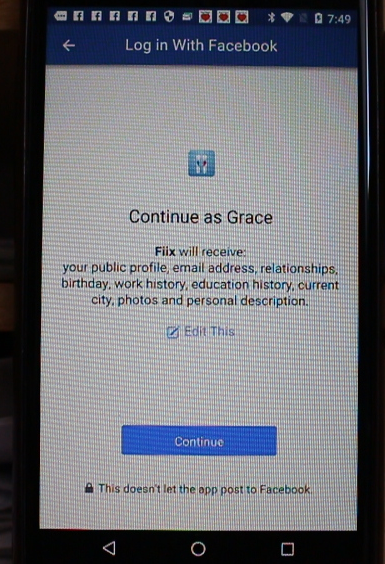 7:49
Log in With Facebook
Continue as Grace
Fiix will receive:
your public profile, email address, relationships,
birthday, work history, education history, current
city, photos and personal description.
Edit This
Continue
This doesn't let the app post to Facebook